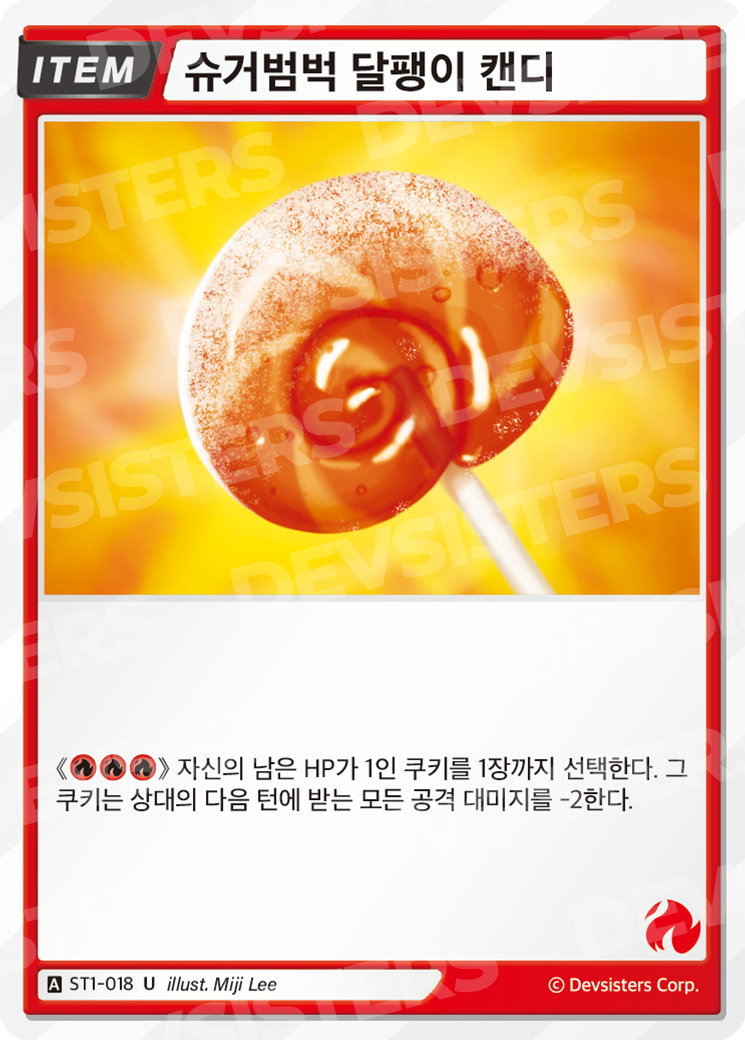 ITEM
슈거범벅 달팽이 캔디
《》 자신의 남은 HP가 1인 쿠키를 1장까지 선택한다. 그
쿠키는 상대의 다음 턴에 받는 모든 공격 대미지를 -2한다.
A ST1-018 U illust. Miji Lee
© Devsisters Corp.
DEVSISTERS